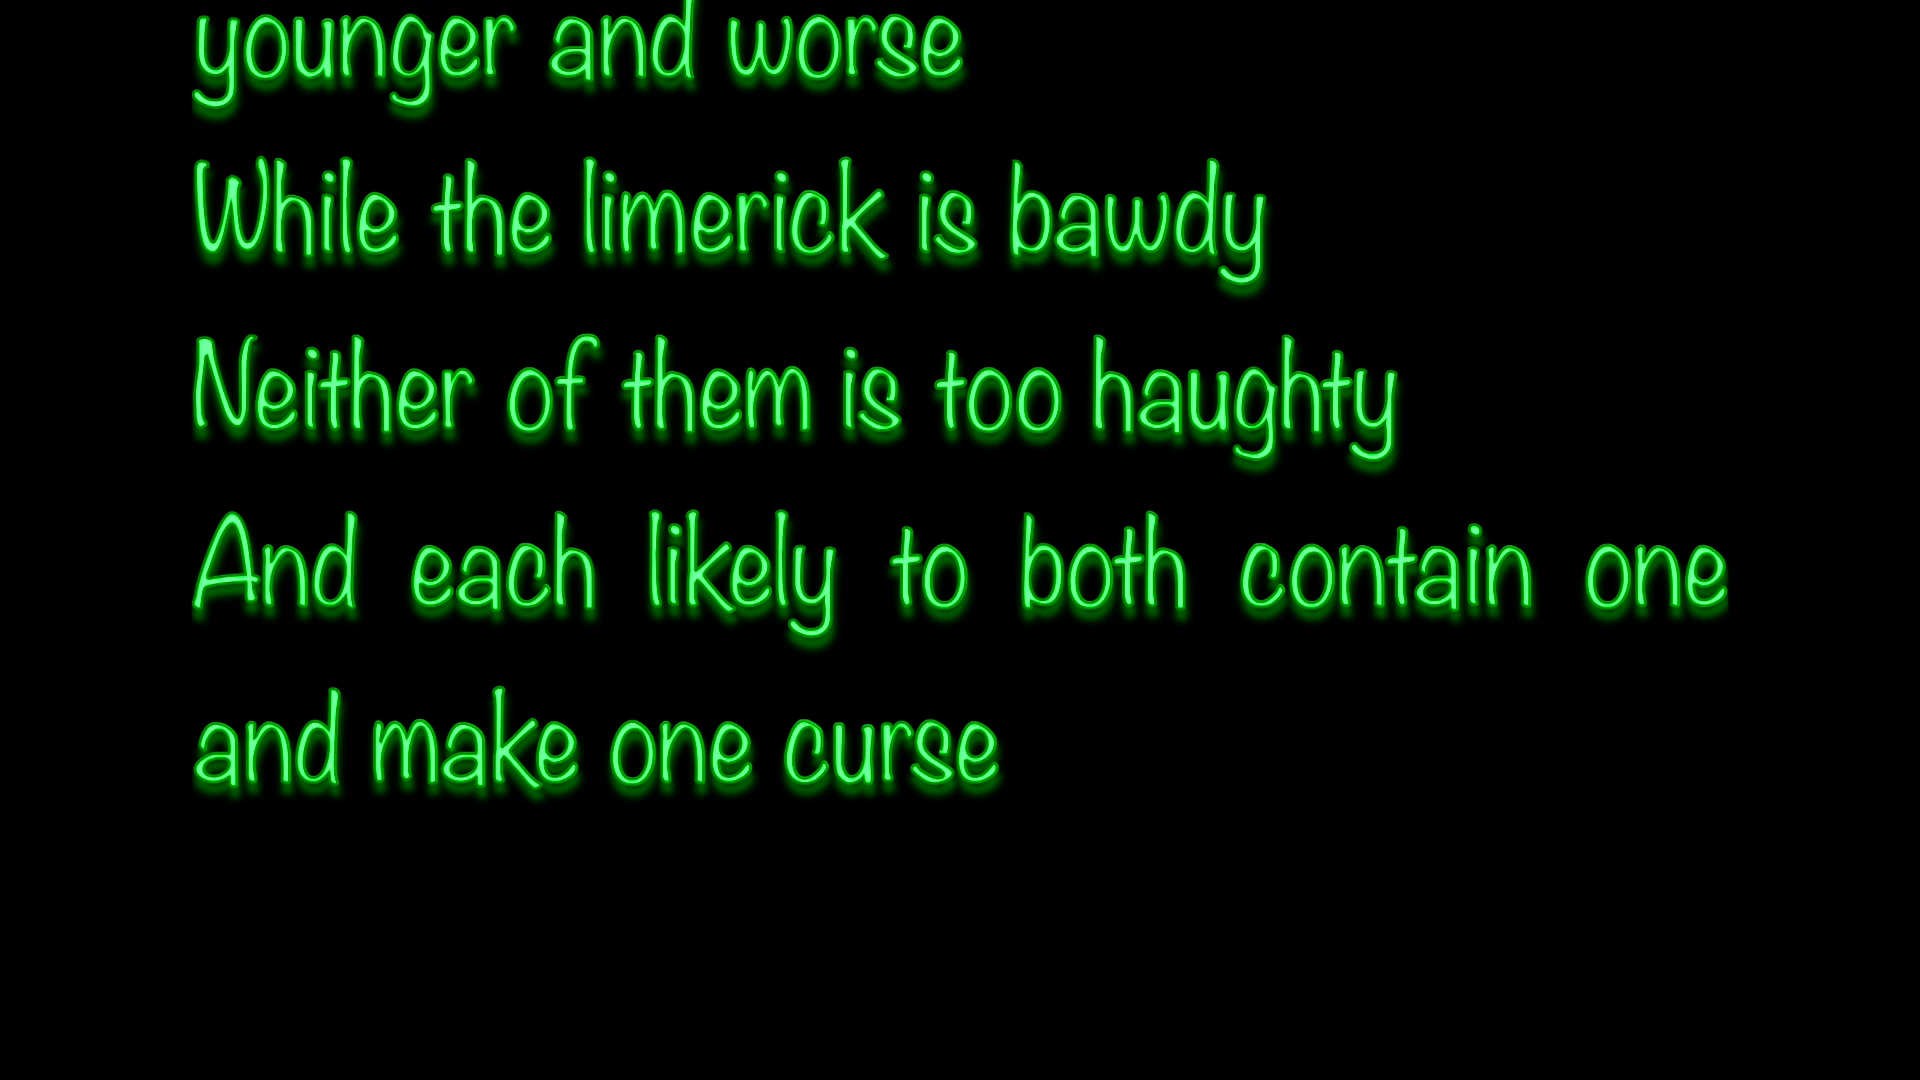 younger and worse
While the limerick is bawdy
Neither of them is too haughty
And each likely to both contain one
and make one curse